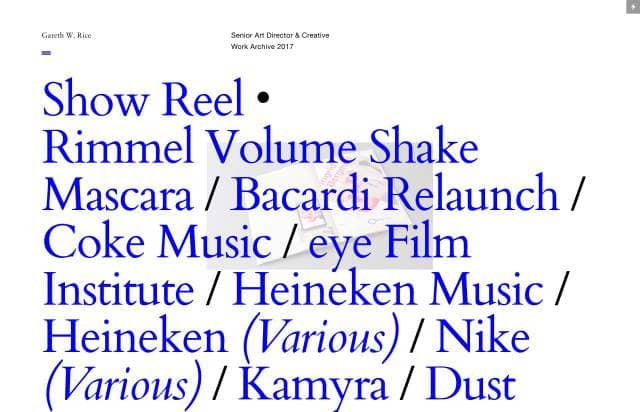 Gareth W. Rice
Senior Art Director & Creative
Work Archive 2017
Show Reel •
Rimmel Volume Shake
Mascara / Bacardi Relaunch /
Coke Music / eye Film
Institute / Heineken Music /
Heineken (Various) / Nike
(Various) / Kamyra / Dust